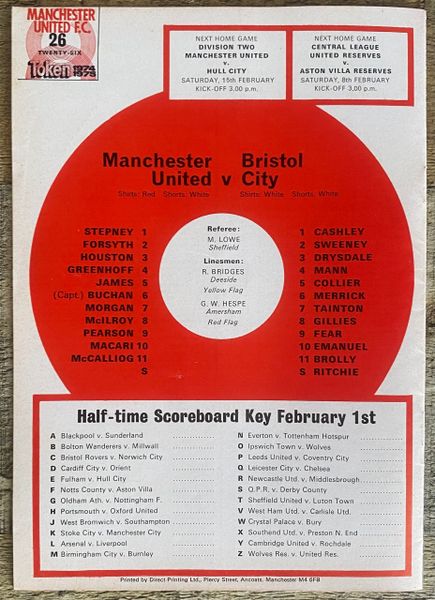 MANCHESTER
UNITED F.C.
26
TWENTY-SIX
Token 1974 1975
NEXT HOME GAME
DIVISION TWO
MANCHESTER UNITED
v.
HULL CITY
SATURDAY, 15th FEBRUARY
KICK-OFF 3.00 p.m.
NEXT HOME GAME
CENTRAL LEAGUE
UNITED RESERVES
v.
ASTON VILLA RESERVES
SATURDAY, 8th FEBRUARY
KICK-OFF 3.00 p.m.
Manchester Bristol
United v City
Shirts: Red Shorts: White Shirts: White Shorts: White
STEPNEY 1
FORSYTH 2
HOUSTON 3
GREENHOFF 4
JAMES 5
(Capt.) BUCHAN 6
MORGAN 7
McILROY 8
PEARSON 9
MACARI 10
McCALLIOG 11
S
Referee:
M. LOWE
Sheffield
Linesmen:
R. BRIDGES
Deeside
Yellow Flag
G. W. HESPE
Amersham
Red Flag
1 CASHLEY
2 SWEENEY
3 DRYSDALE
4 MANN
5 COLLIER
6 MERRICK
7 TAINTON
8 GILLIES
9 FEAR
10 EMANUEL
11 BROLLY
S RITCHIE
Half-time Scoreboard Key February 1st
A Blackpool v. Sunderland
B Bolton Wanderers v. Millwall
C Bristol Rovers v. Norwich City
D Cardiff City v. Orient
E Fulham v. Hull City
F Notts County v. Aston Villa
G Oldham Ath. v. Nottingham F.
H Portsmouth v. Oxford United
J West Bromwich v. Southampton
K Stoke City v. Manchester City
L Arsenal v. Liverpool
M Birmingham City v. Burnley
N Everton v. Tottenham Hotspur
O Ipswich Town v. Wolves
P Leeds United v. Coventry City
Q Leicester City v. Chelsea
R Newcastle Utd v. Middlesbrough
S Q.P.R. v. Derby County
T Sheffield United v. Luton Town
V West Ham Utd v. Carlisle Utd.
W Crystal Palace v. Bury
X Southend Utd v. Preston N. End
Y Cambridge United v. Rochdale
Z Wolves Res. v. United Res.
Printed by Direct Printing Ltd., Piercy Street, Ancoats, Manchester M4 6FB